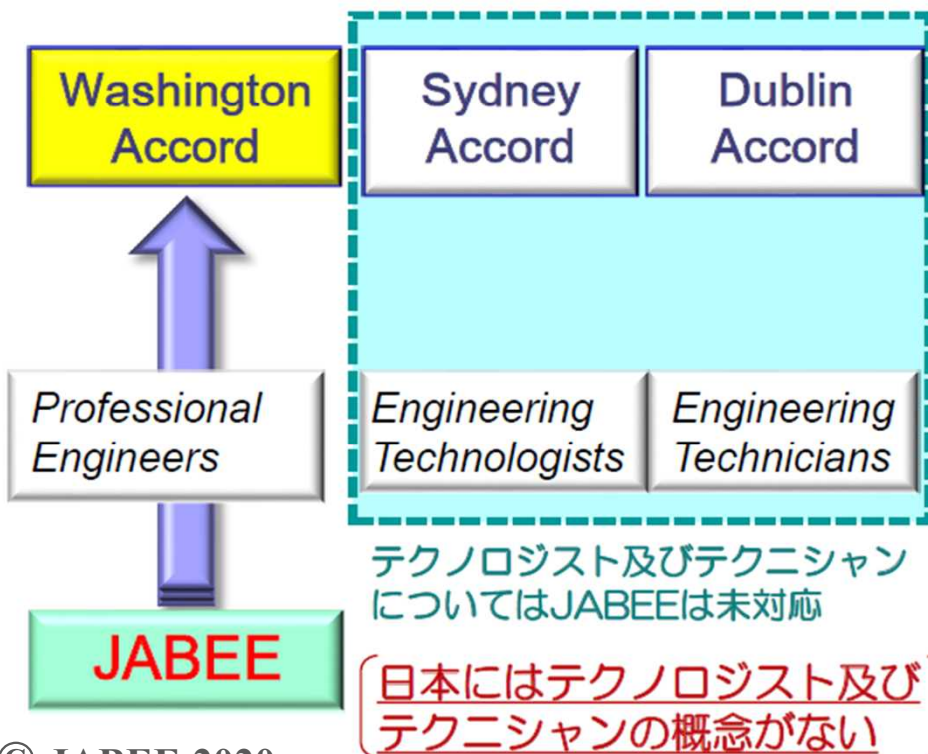 Washington
Accord
Sydney
Accord
Dublin
Accord
Professional
Engineers
Engineering
Technologists
Engineering
Technicians
テクノロジスト及びテクニシャン
についてはJABEEは未対応
JABEE
日本にはテクノロジスト及び
テクニシャンの概念がない
© JABEE 2020